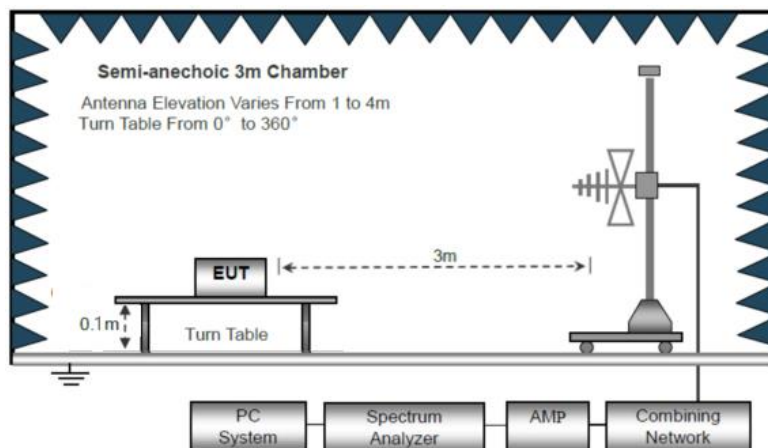 Semi-anechoic 3m Chamber
Antenna Elevation Varies From 1 to 4m
Turn Table From 0° to 360°
3m
EUT
0.1m
Turn Table
PC
System
Spectrum
Analyzer
AMP
Combining
Network